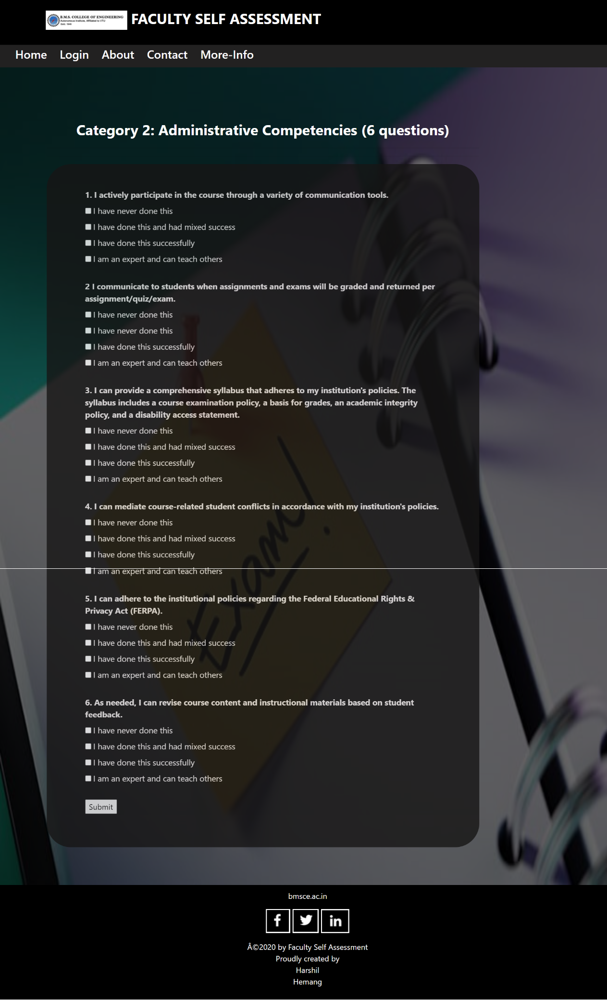 B.M.S. COLLEGE OF ENGINEERING
Autonomous Institute, Affiliated to VTU
Estd. 1946
FACULTY SELF ASSESSMENT
Home Login About Contact More-Info
Category 2: Administrative Competencies (6 questions)
1. I actively participate in the course through a variety of communication tools.
I have never done this
I have done this and had mixed success
I have done this successfully
I am an expert and can teach others
2 I communicate to students when assignments and exams will be graded and returned per
assignment/quiz/exam.
I have never done this
I have never done this
I have done this successfully
I am an expert and can teach others
3. I can provide a comprehensive syllabus that adheres to my institution's policies. The
syllabus includes a course examination policy, a basis for grades, an academic integrity
policy, and a disability access statement.
I have never done this
I have done this and had mixed success
I have done this successfully
I am an expert and can teach others
4. I can mediate course-related student conflicts in accordance with my institution's policies.
I have never done this
I have done this and had mixed success
I have done this successfully
I am an expert and can teach others
5. I can adhere to the institutional policies regarding the Federal Educational Rights &
Privacy Act (FERPA).
I have never done this
I have done this and had mixed success
I have done this successfully
I am an expert and can teach others
6. As needed, I can revise course content and instructional materials based on student
feedback.
I have never done this
I have done this and had mixed success
I have done this successfully
I am an expert and can teach others
Submit
Exam!
bmsce.ac.in
f in
Â©2020 by Faculty Self Assessment
Proudly created by
Harshil
Hemang